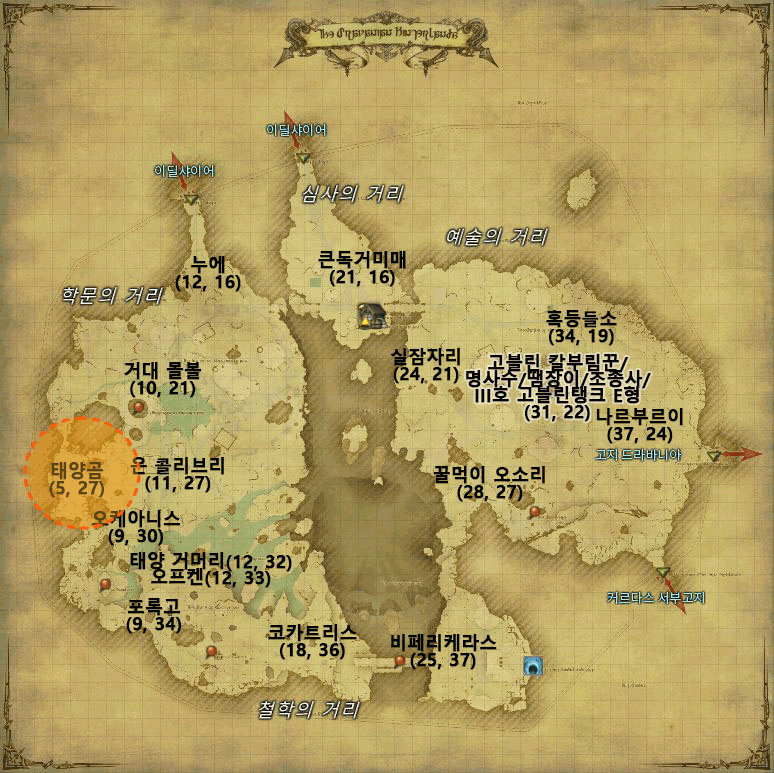 이딜샤이어
이딜샤이어
심사의 거리
예술의 거리
누에
(12, 16)
큰독거미매
(21, 16)
학문의 거리
혹등들소
(34, 19)
거대 몰볼
(10, 21)
실잠자리
(24, 21)
고블린 칼부림꾼/
명사수/땜장이/조종사/
III호 고블린탱크 E형
(31, 22)
나르부르이
(37, 24)
고지 드라바니아
태양곰
(5, 27)
온 콜리브리
(11, 27)
꿀먹이 오소리
(28, 27)
오케아니스
(9, 30)
태양 거머리(12, 32)
오프켄(12, 33)
포록고
(9, 34)
커르다스 서부고지
코카트리스
(18, 36)
비페리케라스
(25, 37)
철학의 거리